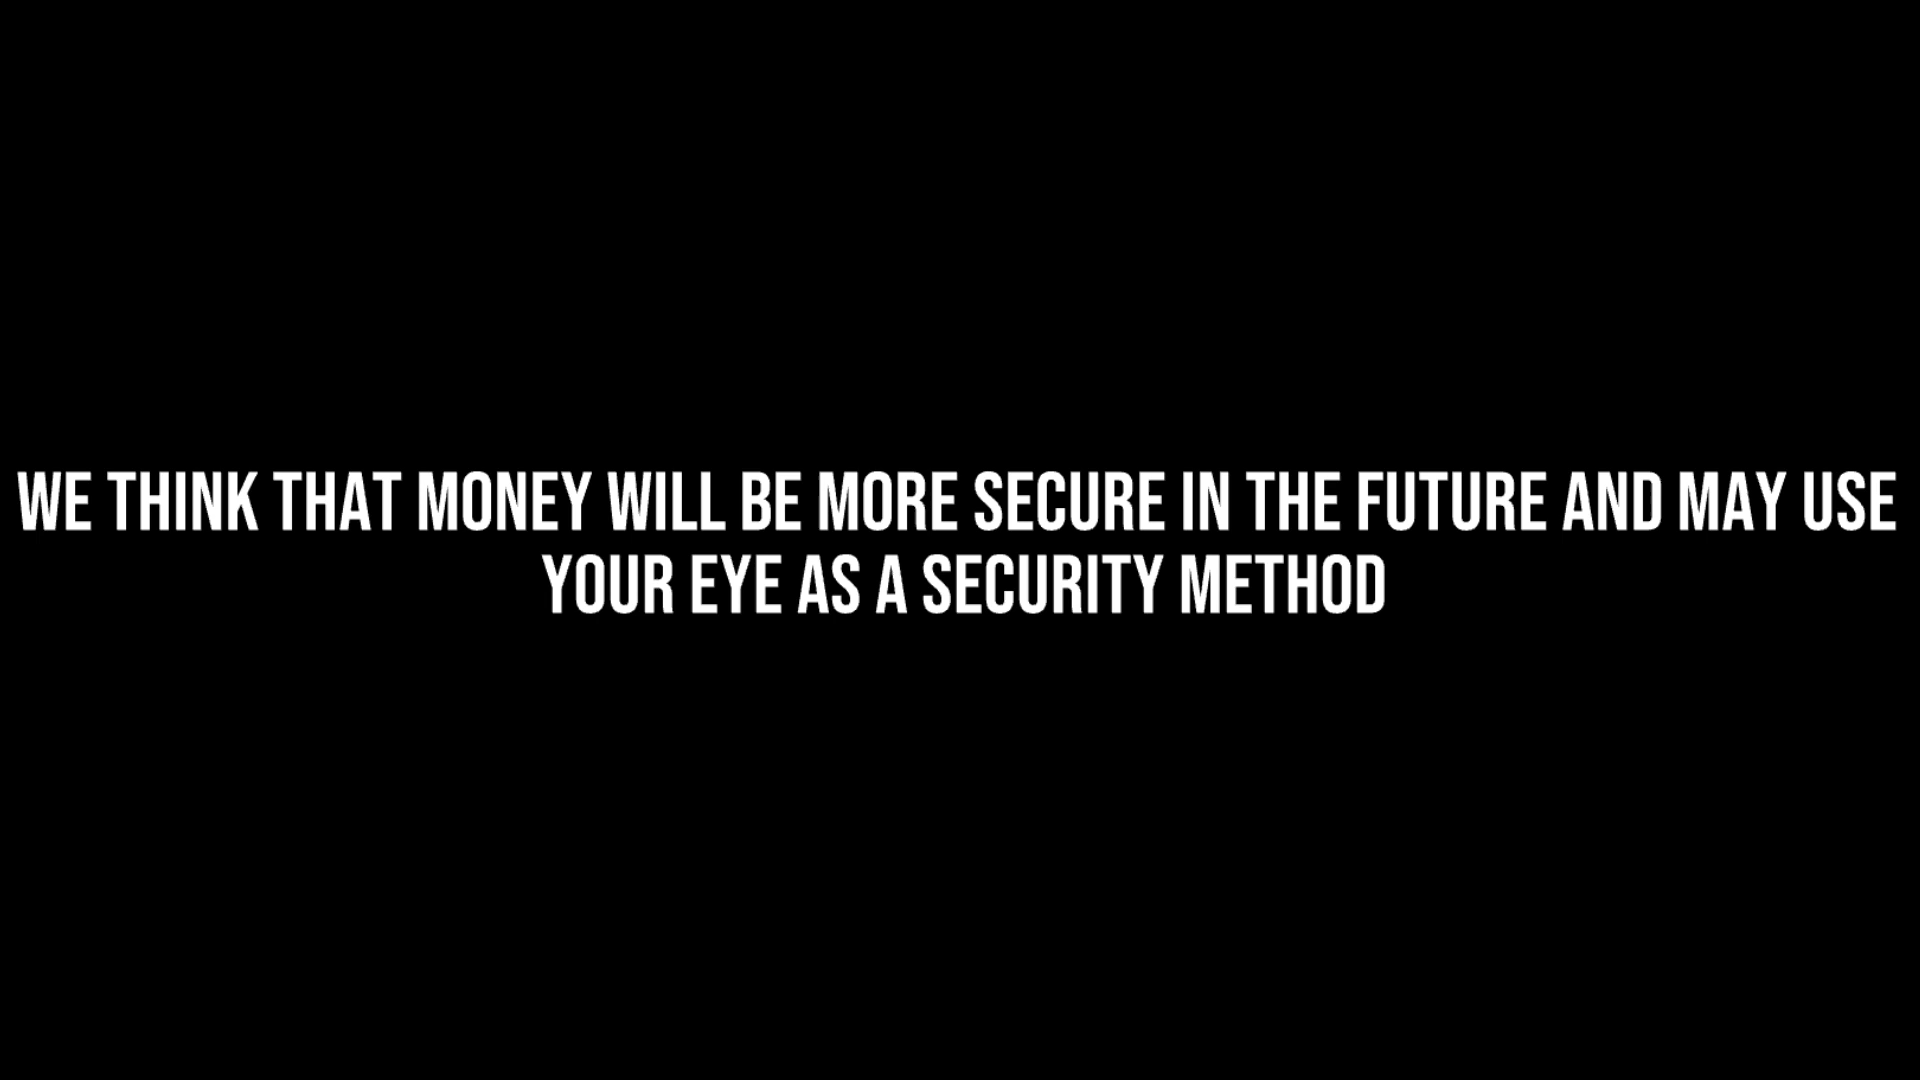 WE THINK THAT MONEY WILL BE MORE SECURE IN THE FUTURE AND MAY USE
YOUR EYE AS A SECURITY METHOD